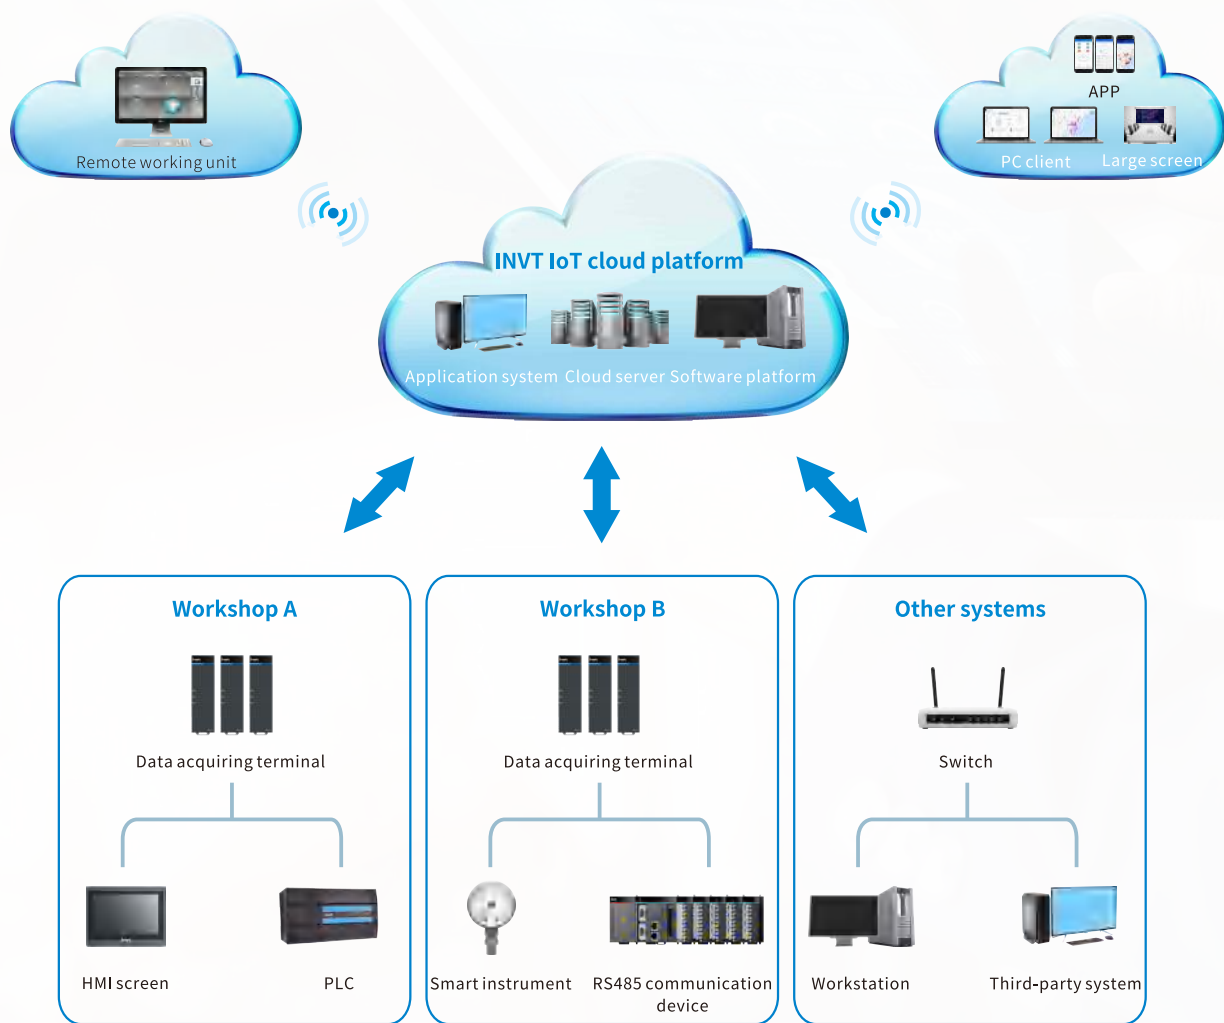 Remote working unit
APP
PC client
Large screen
INVT IoT cloud platform
Application system
Cloud server
Software platform
Workshop A
Data acquiring terminal
HMI screen
PLC
Workshop B
Data acquiring terminal
Smart instrument
RS485 communication
device
Other systems
Switch
Workstation
Third-party system